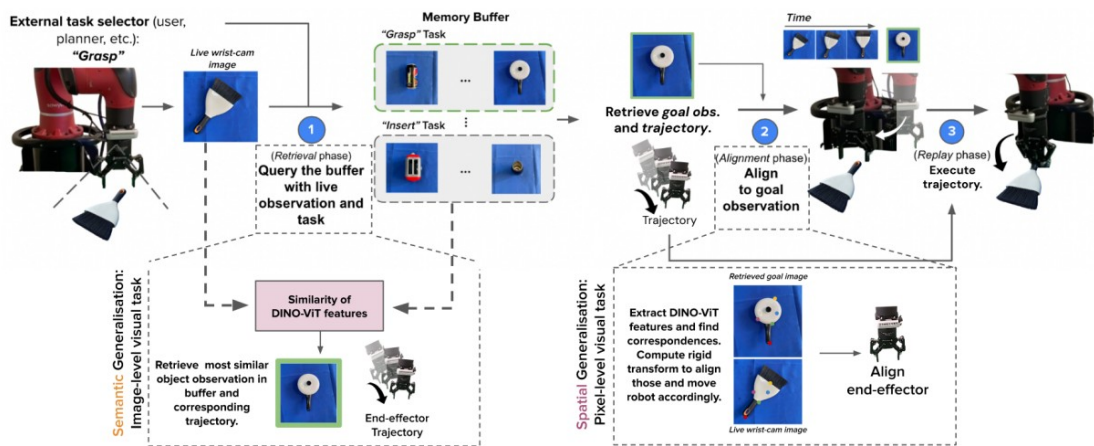 External task selector (user,
planner, etc.):
"Grasp"
Live wrist-cam
image
1
(Retrieval phase)
Query the buffer
with live
observation and
task
Memory Buffer
"Grasp" Task
...
"Insert" Task
...
Retrieve goal obs.
and trajectory.
Trajectory
Time
2
(Alignment phase)
Align
to goal
observation
3
(Replay phase)
Execute
trajectory.
Semantic Generalisation:
Image-level visual task
Similarity of
DINO-ViT features
Retrieve most similar
object observation in
buffer and
corresponding
trajectory.
End-effector
Trajectory
Spatial Generalisation:
Pixel-level visual task
Extract DINO-ViT
features and find
correspondences.
Compute rigid
transform to align
those and move
robot accordingly.
Retrieved goal image
Live wrist-cam image
Align
end-effector